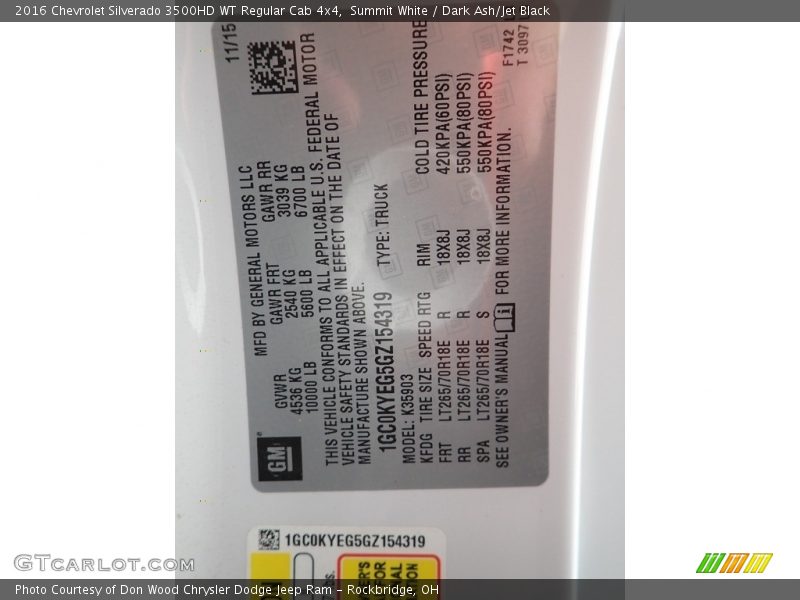 2016 Chevrolet Silverado 3500HD WT Regular Cab 4x4, Summit White / Dark Ash/Jet Black
11/15
F1742
T 3097
GM
MFD BY GENERAL MOTORS LLC
GVWR GAWR FRT GAWR RR
4536 KG 2540 KG 3039 KG
10000 LB 5600 LB 6700 LB
THIS VEHICLE CONFORMS TO ALL APPLICABLE U.S. FEDERAL MOTOR
VEHICLE SAFETY STANDARDS IN EFFECT ON THE DATE OF
MANUFACTURE SHOWN ABOVE.
1GC0KYEG5GZ154319 TYPE: TRUCK
MODEL: K35903
KFDG TIRE SIZE SPEED RTG RIM COLD TIRE PRESSURE
FRT LT265/70R18E R 18X8J 420KPA(60PSI)
RR LT265/70R18E R 18X8J 550KPA(80PSI)
SPA LT265/70R18E S 18X8J 550KPA(80PSI)
SEE OWNER'S MANUAL FOR MORE INFORMATION.
1GC0KYEG5GZ154319
GTCarLot.com
Photo Courtesy of Don Wood Chrysler Dodge Jeep Ram - Rockbridge, OH